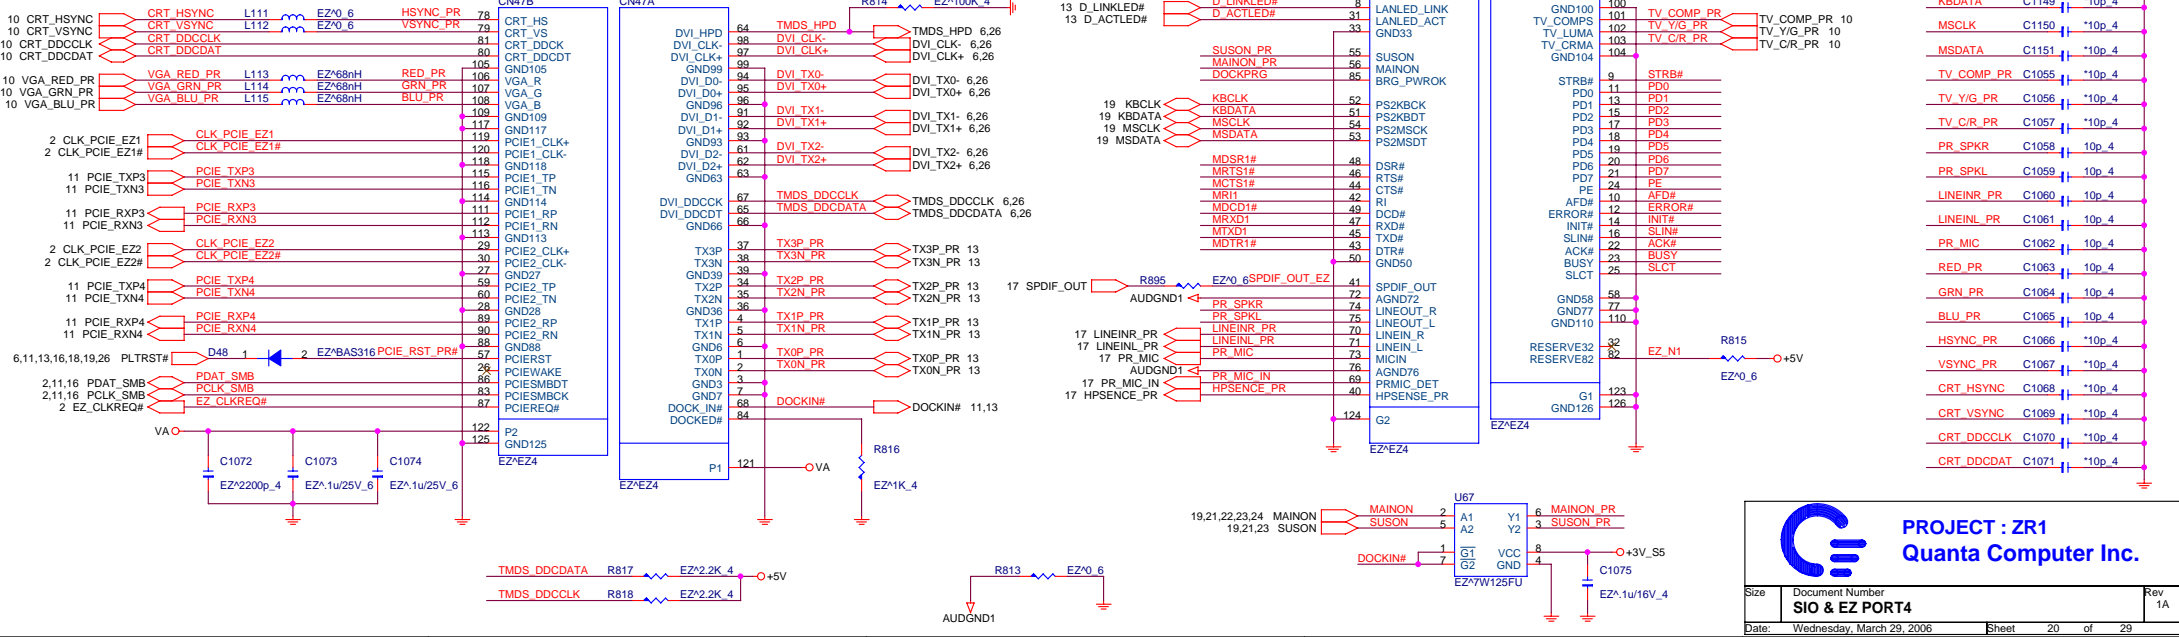 CN47B
10 CRT_HSYNC CRT_HSYNC L111 EZ^0_6 HSYNC_PR 78 CRT_HS
10 CRT_VSYNC CRT_VSYNC L112 EZ^0_6 VSYNC_PR 79 CRT_VS
10 CRT_DDCCLK CRT_DDCCLK 81 CRT_DDCK
10 CRT_DDCDAT CRT_DDCDAT 80 CRT_DDCDT
105 GND105
10 VGA_RED_PR VGA_RED_PR L113 EZ^68nH RED_PR 106 VGA_R
10 VGA_GRN_PR VGA_GRN_PR L114 EZ^68nH GRN_PR 107 VGA_G
10 VGA_BLU_PR VGA_BLU_PR L115 EZ^68nH BLU_PR 108 VGA_B
109 GND109
117 GND117
2 CLK_PCIE_EZ1 CLK_PCIE_EZ1 119 PCIE1_CLK+
2 CLK_PCIE_EZ1# CLK_PCIE_EZ1# 120 PCIE1_CLK-
118 GND118
11 PCIE_TXP3 PCIE_TXP3 115 PCIE1_TP
11 PCIE_TXN3 PCIE_TXN3 116 PCIE1_TN
114 GND114
11 PCIE_RXP3 PCIE_RXP3 111 PCIE1_RP
11 PCIE_RXN3 PCIE_RXN3 112 PCIE1_RN
113 GND113
2 CLK_PCIE_EZ2 CLK_PCIE_EZ2 29 PCIE2_CLK+
2 CLK_PCIE_EZ2# CLK_PCIE_EZ2# 30 PCIE2_CLK-
27 GND27
11 PCIE_TXP4 PCIE_TXP4 59 PCIE2_TP
11 PCIE_TXN4 PCIE_TXN4 60 PCIE2_TN
28 GND28
11 PCIE_RXP4 PCIE_RXP4 89 PCIE2_RP
11 PCIE_RXN4 PCIE_RXN4 90 PCIE2_RN
88 GND88
6,11,13,16,18,19,26 PLTRST# D48 1 2 EZ^BAS316 PCIE_RST_PR# 57 PCIERST
26 PCIEWAKE
2,11,16 PDAT_SMB PDAT_SMB 86 PCIESMBDT
2,11,16 PCLK_SMB PCLK_SMB 83 PCIESMBCK
2 EZ_CLKREQ# EZ_CLKREQ# 87 PCIEREQ#
VA 122 P2
125 GND125
EZ^EZ4
C1072 C1073 C1074
EZ^2200p_4 EZ^.1u/25V_6 EZ^.1u/25V_6
CN47A
R814 EZ^100K_4
DVI_HPD 64 TMDS_HPD TMDS_HPD 6,26
DVI_CLK- 98 DVI_CLK- DVI_CLK- 6,26
DVI_CLK+ 97 DVI_CLK+ DVI_CLK+ 6,26
GND99 99
DVI_D0- 94 DVI_TX0- DVI_TX0- 6,26
DVI_D0+ 95 DVI_TX0+ DVI_TX0+ 6,26
GND96 96
DVI_D1- 91 DVI_TX1- DVI_TX1- 6,26
DVI_D1+ 92 DVI_TX1+ DVI_TX1+ 6,26
GND93 93
DVI_D2- 61 DVI_TX2- DVI_TX2- 6,26
DVI_D2+ 62 DVI_TX2+ DVI_TX2+ 6,26
GND63 63
DVI_DDCCK 67 TMDS_DDCCLK TMDS_DDCCLK 6,26
DVI_DDCDT 65 TMDS_DDCDATA TMDS_DDCDATA 6,26
GND66 66
TX3P 37 TX3P_PR TX3P_PR 13
TX3N 38 TX3N_PR TX3N_PR 13
GND39 39
TX2P 34 TX2P_PR TX2P_PR 13
TX2N 35 TX2N_PR TX2N_PR 13
GND36 36
TX1P 4 TX1P_PR TX1P_PR 13
TX1N 5 TX1N_PR TX1N_PR 13
GND6 6
TX0P 1 TX0P_PR TX0P_PR 13
TX0N 2 TX0N_PR TX0N_PR 13
GND3 3
GND7 7
DOCK_IN# 68 DOCKIN# DOCKIN# 11,13
DOCKED# 84
P1 121 VA
EZ^EZ4
R816
EZ^1K_4
TMDS_DDCDATA R817 EZ^2.2K_4 +5V
TMDS_DDCCLK R818 EZ^2.2K_4
R813 EZ^0_6
AUDGND1
13 D_LINKLED# D_LINKLED# 8 LANLED_LINK
13 D_ACTLED# D_ACTLED# 31 LANLED_ACT
33 GND33
SUSON_PR 55 SUSON
MAINON_PR 56 MAINON
DOCKPRG 85 BRG_PWROK
19 KBCLK KBCLK 52 PS2KBCK
19 KBDATA KBDATA 51 PS2KBDT
19 MSCLK MSCLK 54 PS2MSCK
19 MSDATA MSDATA 53 PS2MSDT
MDSR1# 48 DSR#
MRTS1# 46 RTS#
MCTS1# 44 CTS#
MRI1 42 RI
MDCD1# 49 DCD#
MRXD1 47 RXD#
MTXD1 45 TXD#
MDTR1# 43 DTR#
50 GND50
17 SPDIF_OUT R895 EZ^0_6 SPDIF_OUT_EZ 41 SPDIF_OUT
AUDGND1 72 AGND72
PR_SPKR 74 LINEOUT_R
PR_SPKL 75 LINEOUT_L
17 LINEINR_PR LINEINR_PR 70 LINEIN_R
17 LINEINL_PR LINEINL_PR 71 LINEIN_L
17 PR_MIC PR_MIC 73 MICIN
AUDGND1 76 AGND76
17 PR_MIC_IN PR_MIC_IN 69 PRMIC_DET
17 HPSENCE_PR HPSENCE_PR 40 HPSENSE_PR
124 G2
EZ^EZ4
GND100 100
TV_COMPS 101 TV_COMP_PR TV_COMP_PR 10
TV_LUMA 102 TV_Y/G_PR TV_Y/G_PR 10
TV_CRMA 103 TV_C/R_PR TV_C/R_PR 10
GND104 104
STRB# 9 STRB#
PD0 11 PD0
PD1 13 PD1
PD2 15 PD2
PD3 17 PD3
PD4 18 PD4
PD5 19 PD5
PD6 20 PD6
PD7 21 PD7
PE 24 PE
AFD# 10 AFD#
ERROR# 12 ERROR#
INIT# 14 INIT#
SLIN# 16 SLIN#
ACK# 22 ACK#
BUSY 23 BUSY
SLCT 25 SLCT
GND58 58
GND77 77
GND110 110
RESERVE32 32
RESERVE82 82 EZ_N1 R815 +5V
EZ^0_6
G1 123
GND126 126
EZ^EZ4
KBDATA C1149 *10p_4
MSCLK C1150 *10p_4
MSDATA C1151 *10p_4
TV_COMP_PR C1055 *10p_4
TV_Y/G_PR C1056 *10p_4
TV_C/R_PR C1057 *10p_4
PR_SPKR C1058 10p_4
PR_SPKL C1059 10p_4
LINEINR_PR C1060 10p_4
LINEINL_PR C1061 10p_4
PR_MIC C1062 10p_4
RED_PR C1063 10p_4
GRN_PR C1064 10p_4
BLU_PR C1065 10p_4
HSYNC_PR C1066 *10p_4
VSYNC_PR C1067 *10p_4
CRT_HSYNC C1068 *10p_4
CRT_VSYNC C1069 *10p_4
CRT_DDCCLK C1070 *10p_4
CRT_DDCDAT C1071 *10p_4
U67
19,21,22,23,24 MAINON MAINON 2 A1 Y1 6 MAINON_PR
19,21,23 SUSON SUSON 5 A2 Y2 3 SUSON_PR
DOCKIN# 1 G1 VCC 8 +3V_S5
7 G2 GND 4
EZ^7W125FU
C1075
EZ^.1u/16V_4
PROJECT : ZR1
Quanta Computer Inc.
Size Document Number Rev
SIO & EZ PORT4 1A
Date: Wednesday, March 29, 2006 Sheet 20 of 29